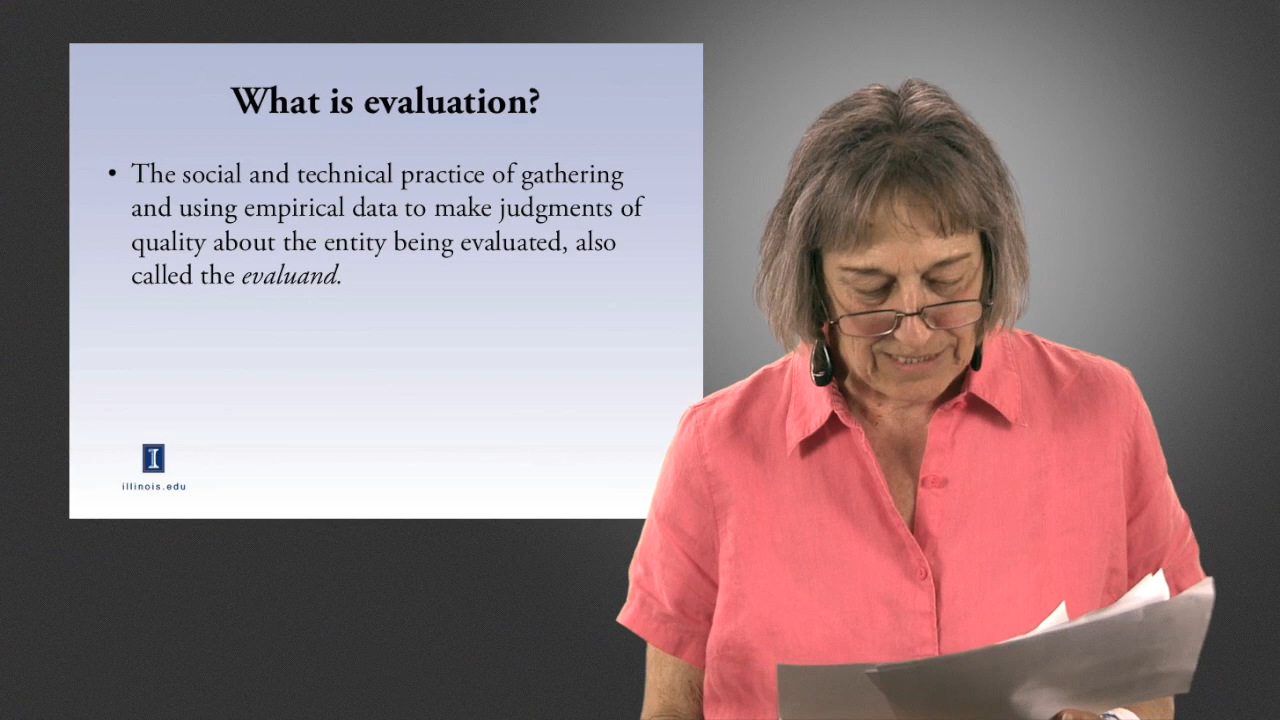 What is evaluation?
• The social and technical practice of gathering
and using empirical data to make judgments of
quality about the entity being evaluated, also
called the evaluand.
I
illinois.edu